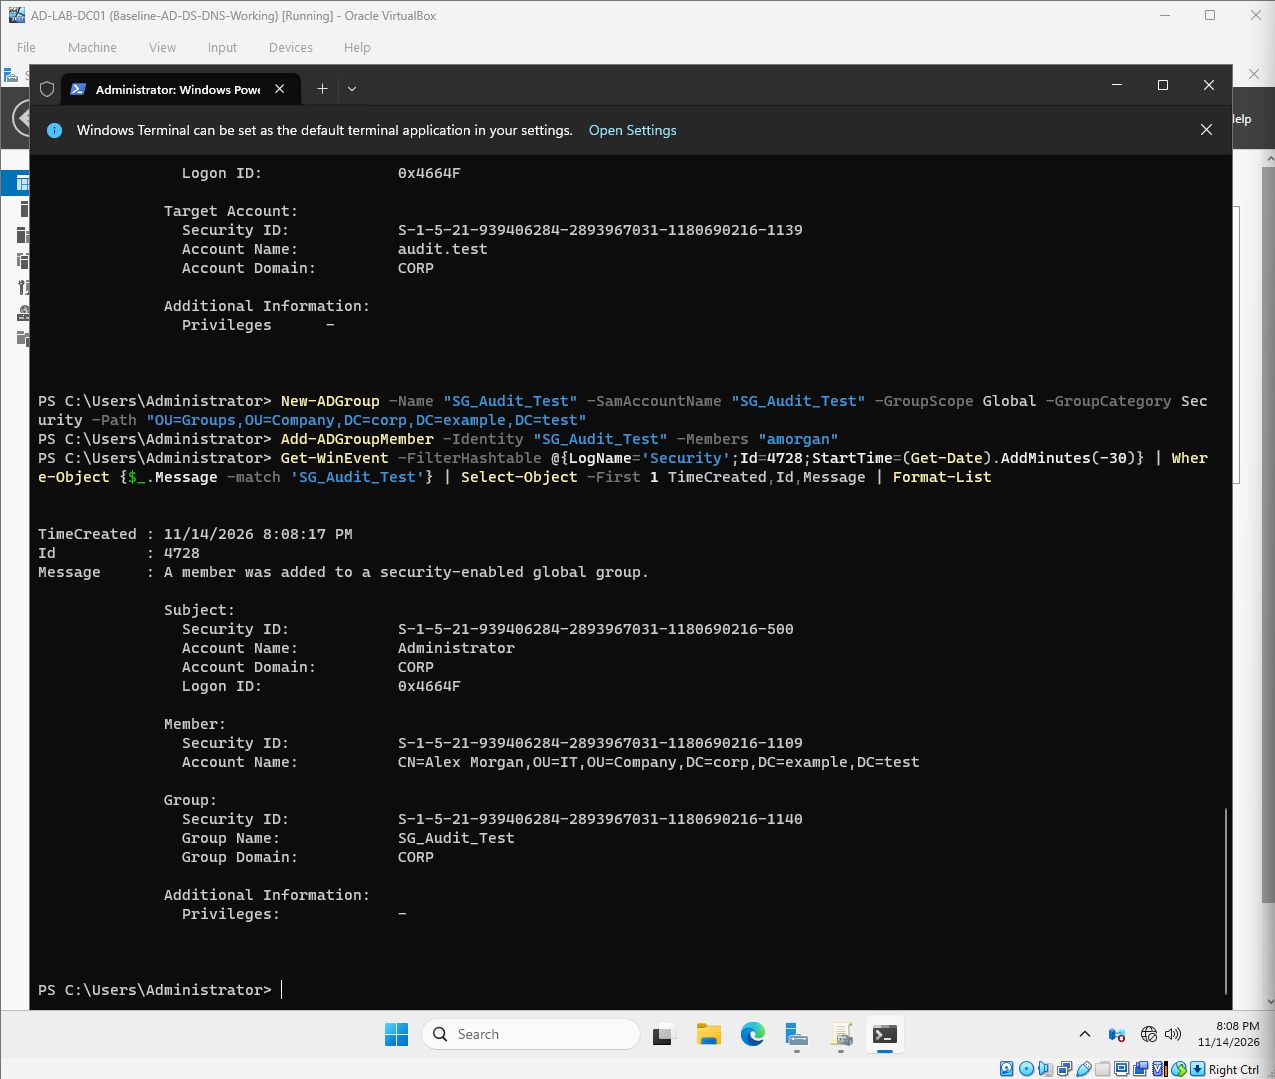 AD-LAB-DC01 (Baseline-AD-DS-DNS-Working) [Running] - Oracle VirtualBox
File Machine View Input Devices Help
Administrator: Windows Powe
Windows Terminal can be set as the default terminal application in your settings. Open Settings
Logon ID: 0x4664F
Target Account:
Security ID: S-1-5-21-939406284-2893967031-1180690216-1139
Account Name: audit.test
Account Domain: CORP
Additional Information:
Privileges -
PS C:\Users\Administrator> New-ADGroup -Name "SG_Audit_Test" -SamAccountName "SG_Audit_Test" -GroupScope Global -GroupCategory Sec
urity -Path "OU=Groups,OU=Company,DC=corp,DC=example,DC=test"
PS C:\Users\Administrator> Add-ADGroupMember -Identity "SG_Audit_Test" -Members "amorgan"
PS C:\Users\Administrator> Get-WinEvent -FilterHashtable @{LogName='Security';Id=4728;StartTime=(Get-Date).AddMinutes(-30)} | Wher
e-Object {$_.Message -match 'SG_Audit_Test'} | Select-Object -First 1 TimeCreated,Id,Message | Format-List
TimeCreated : 11/14/2026 8:08:17 PM
Id : 4728
Message : A member was added to a security-enabled global group.
Subject:
Security ID: S-1-5-21-939406284-2893967031-1180690216-500
Account Name: Administrator
Account Domain: CORP
Logon ID: 0x4664F
Member:
Security ID: S-1-5-21-939406284-2893967031-1180690216-1109
Account Name: CN=Alex Morgan,OU=IT,OU=Company,DC=corp,DC=example,DC=test
Group:
Security ID: S-1-5-21-939406284-2893967031-1180690216-1140
Group Name: SG_Audit_Test
Group Domain: CORP
Additional Information:
Privileges: -
PS C:\Users\Administrator>
Search
8:08 PM
11/14/2026
Right Ctrl